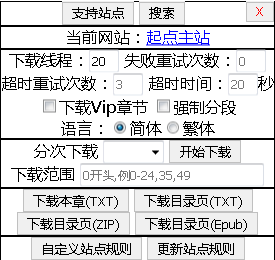 支持站点 搜索 X
当前网站：起点主站
下载线程：20 失败重试次数：0
超时重试次数：3 超时时间：20秒
下载Vip章节 强制分段
语言：简体 繁体
分次下载 开始下载
下载范围 0开头,例0-24,35,49
下载本章(TXT) 下载目录页(TXT)
下载目录页(ZIP) 下载目录页(Epub)
自定义站点规则 更新站点规则